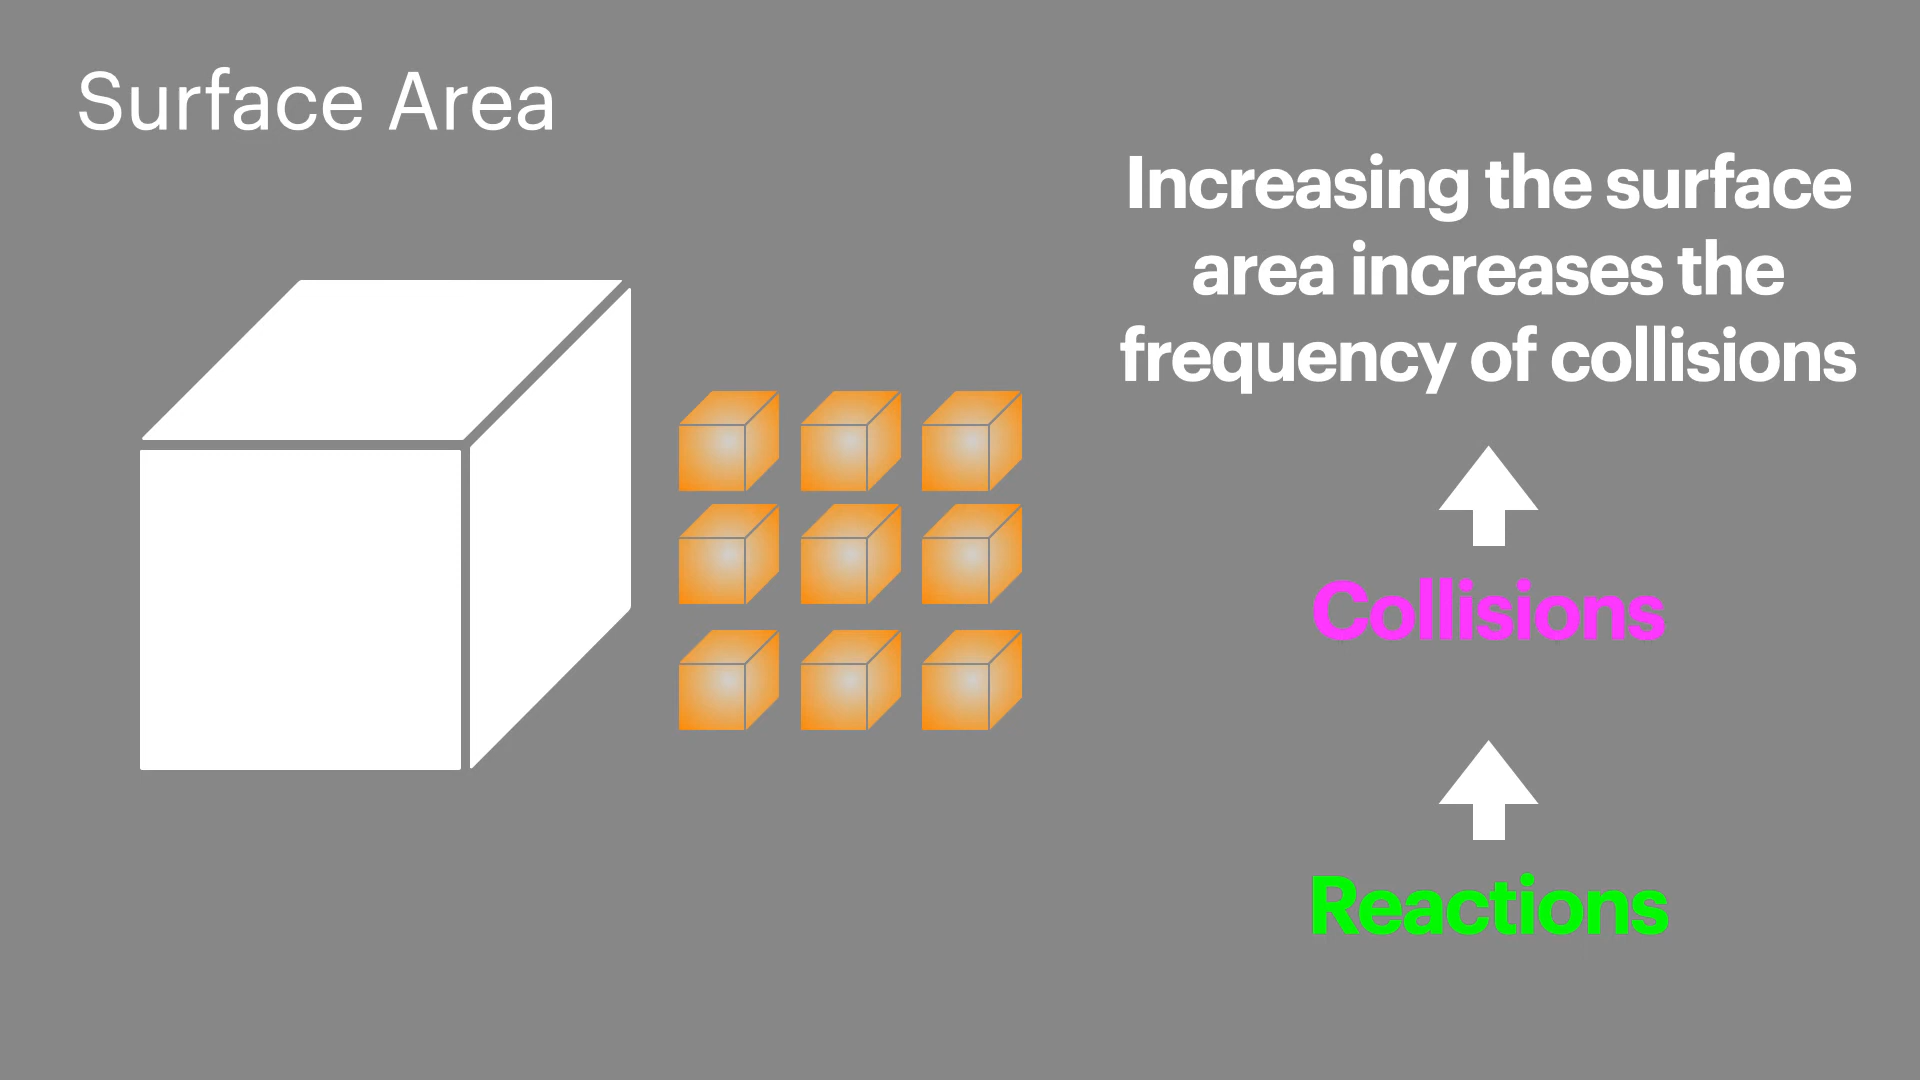 Surface Area
Increasing the surface
area increases the
frequency of collisions
Collisions
Reactions